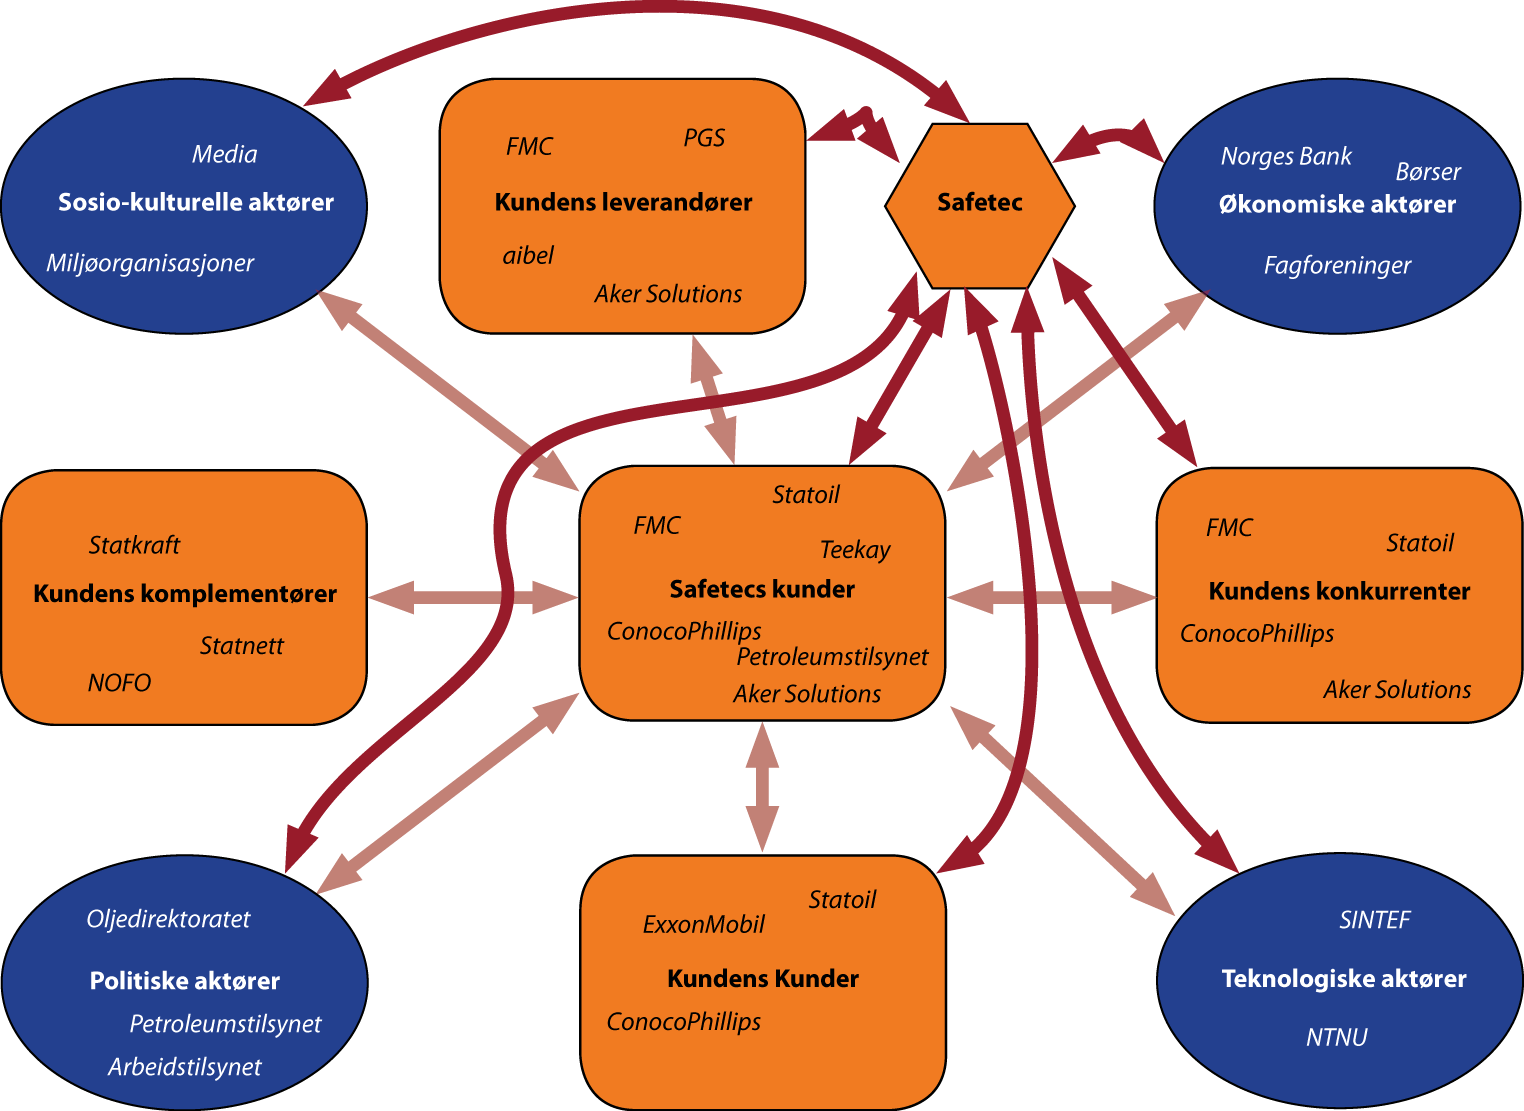 Media
Sosio-kulturelle aktører
Miljøorganisasjoner
FMC
PGS
Kundens leverandører
aibel
Aker Solutions
Safetec
Norges Bank
Børser
Økonomiske aktører
Fagforeninger
Statkraft
Kundens komplementører
Statnett
NOFO
Statoil
FMC
Teekay
Safetecs kunder
ConocoPhillips
Petroleumstilsynet
Aker Solutions
FMC
Statoil
Kundens konkurrenter
ConocoPhillips
Aker Solutions
Oljedirektoratet
Politiske aktører
Petroleumstilsynet
Arbeidstilsynet
Statoil
ExxonMobil
Kundens Kunder
ConocoPhillips
SINTEF
Teknologiske aktører
NTNU